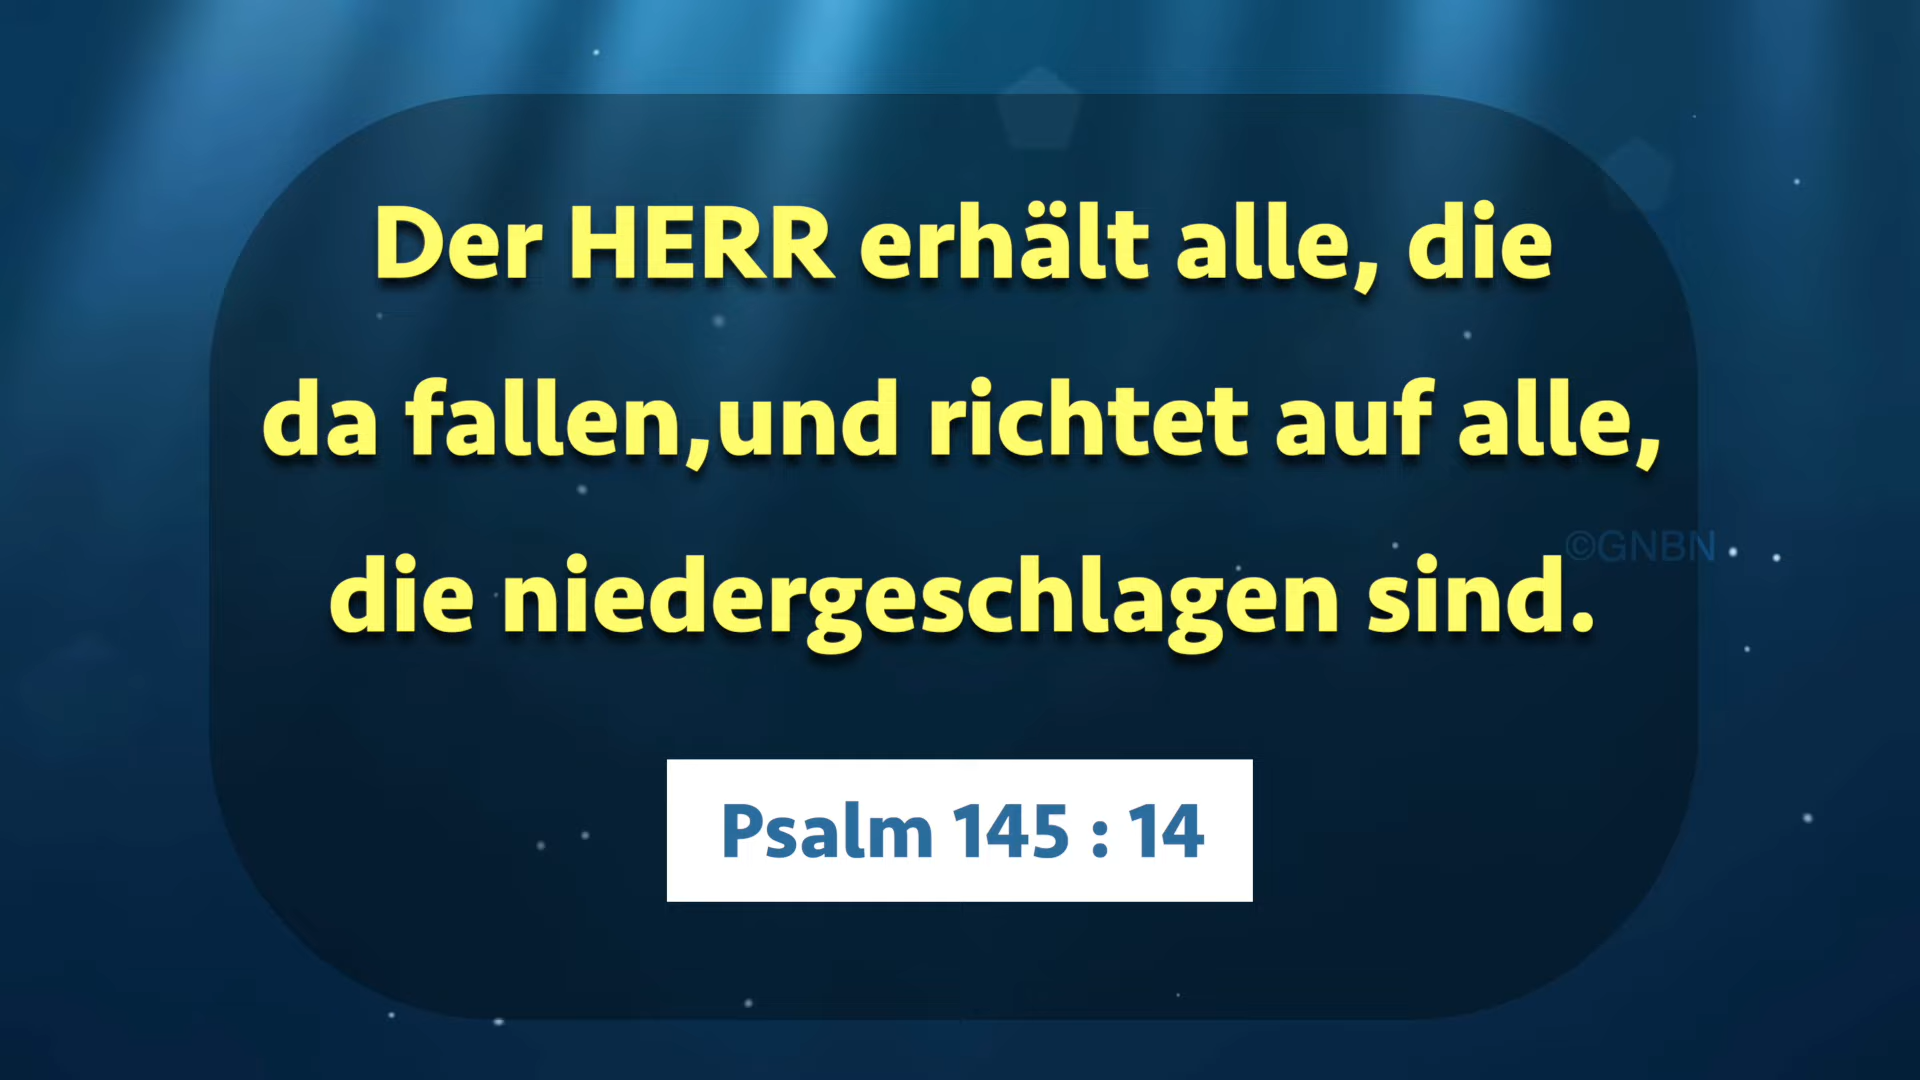 Der HERR erhält alle, die
da fallen,und richtet auf alle,
©GNBN
die niedergeschlagen sind.
Psalm 145 : 14